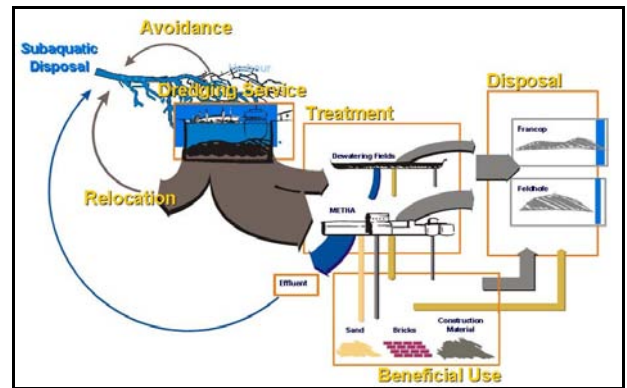 Avoidance
Subaquatic
Disposal
Harbour
Dredging Service
Disposal
Treatment
Francop
Dewatering Fields
Feldhofe
Relocation
METHA
Effluent
Sand
Bricks
Construction
Material
Beneficial Use